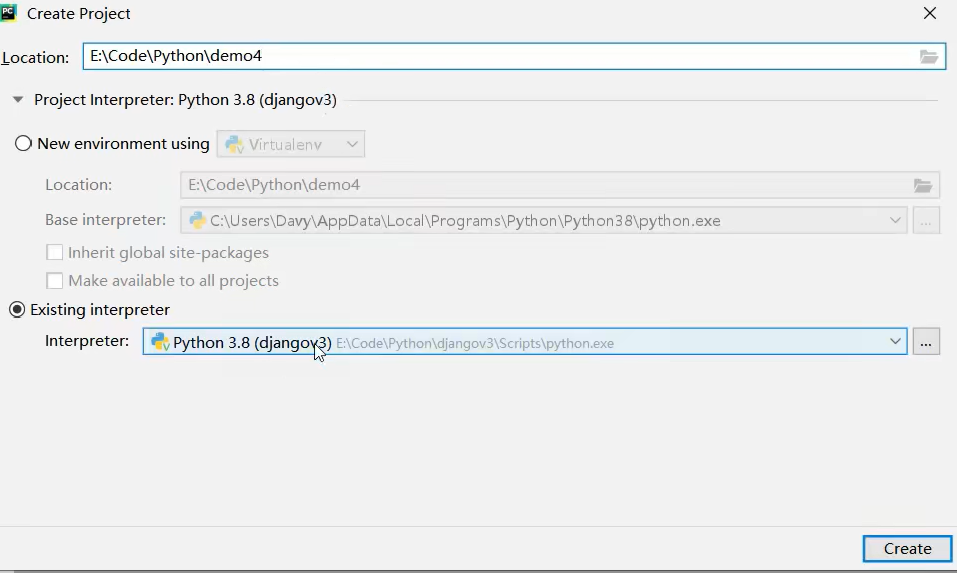 PC Create Project
Location: E:\Code\Python\demo4
Project Interpreter: Python 3.8 (djangov3)
New environment using Virtualenv
Location: E:\Code\Python\demo4
Base interpreter: C:\Users\Davy\AppData\Local\Programs\Python\Python38\python.exe ...
Inherit global site-packages
Make available to all projects
Existing interpreter
Interpreter: Python 3.8 (djangov3) E:\Code\Python\djangov3\Scripts\python.exe ...
Create